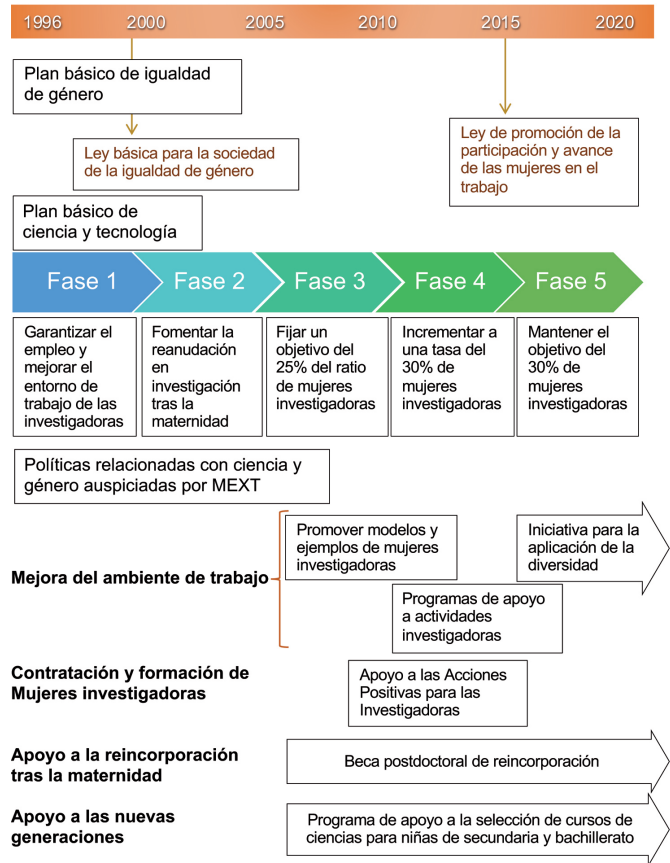 1996 2000 2005 2010 2015 2020
Plan básico de igualdad
de género
Ley básica para la sociedad
de la igualdad de género
Ley de promoción de la
participación y avance
de las mujeres en el
trabajo
Plan básico de
ciencia y tecnología
Fase 1 Fase 2 Fase 3 Fase 4 Fase 5
Garantizar el
empleo y
mejorar el
entorno de
trabajo de las
investigadoras
Fomentar la
reanudación
en
investigación
tras la
maternidad
Fijar un
objetivo del
25% del ratio
de mujeres
investigadoras
Incrementar a
una tasa del
30% de
mujeres
investigadoras
Mantener el
objetivo del
30% de
mujeres
investigadoras
Políticas relacionadas con ciencia y
género auspiciadas por MEXT
Mejora del ambiente de trabajo
Promover modelos y
ejemplos de mujeres
investigadoras
Iniciativa para la
aplicación de la
diversidad
Programas de apoyo
a actividades
investigadoras
Contratación y formación de
Mujeres investigadoras
Apoyo a las Acciones
Positivas para las
Investigadoras
Apoyo a la reincorporación
tras la maternidad
Beca postdoctoral de reincorporación
Apoyo a las nuevas
generaciones
Programa de apoyo a la selección de cursos de
ciencias para niñas de secundaria y bachillerato